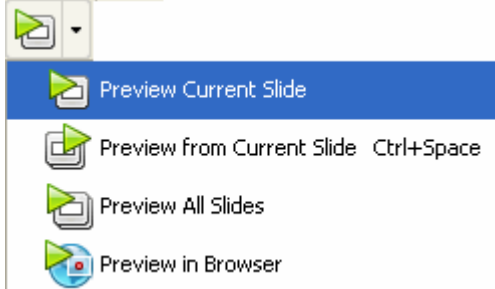 Preview Current Slide
Preview from Current Slide Ctrl+Space
Preview All Slides
Preview in Browser